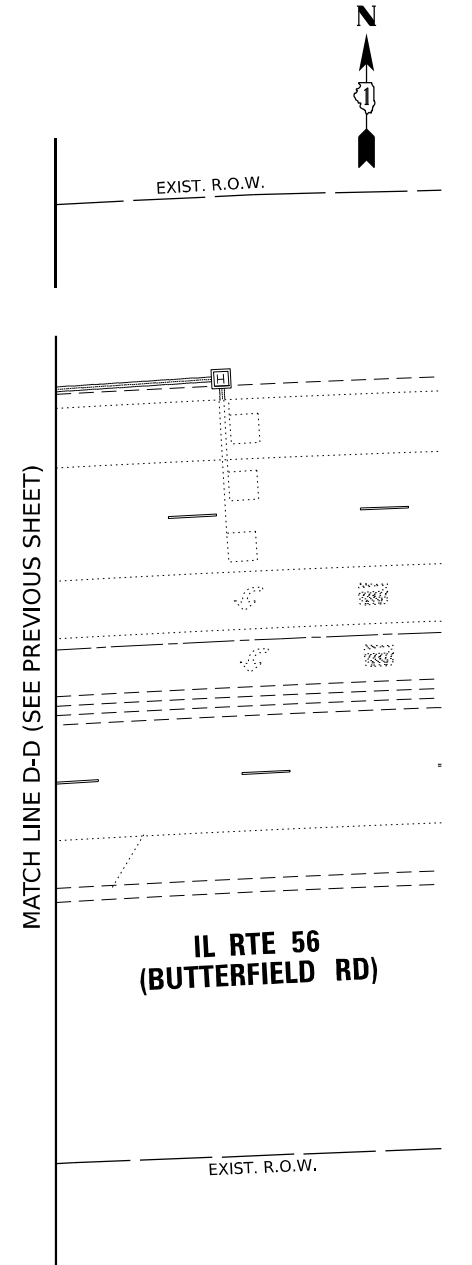 N
1
EXIST. R.O.W.
H
MATCH LINE D-D (SEE PREVIOUS SHEET)
IL RTE 56
(BUTTERFIELD RD)
EXIST. R.O.W.